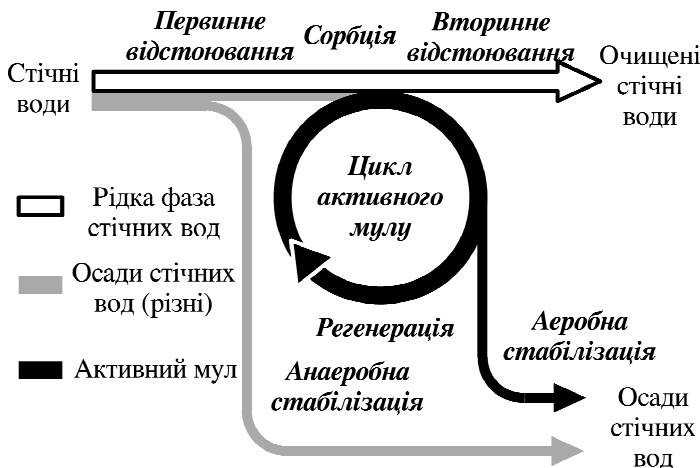 Первинне
відстоювання
Сорбція
Вторинне
відстоювання
Стічні
води
Очищені
стічні
води
Цикл
активного
мулу
Рідка фаза
стічних вод
Осади стічних
вод (різні)
Активний мул
Регенерація
Анаеробна
стабілізація
Аеробна
стабілізація
Осади
стічних
вод